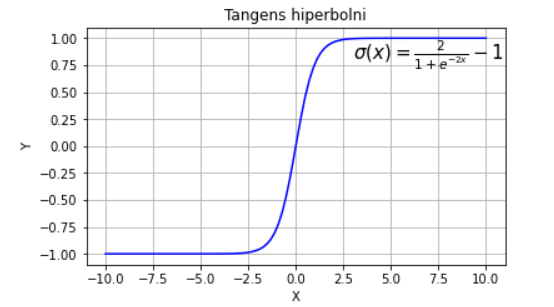 Tangens hiperbolni
σ(x) = \frac{2}{1+e^{-2x}} − 1
1.00
0.75
0.50
0.25
0.00
−0.25
−0.50
−0.75
−1.00
Y
−10.0 −7.5 −5.0 −2.5 0.0 2.5 5.0 7.5 10.0
X